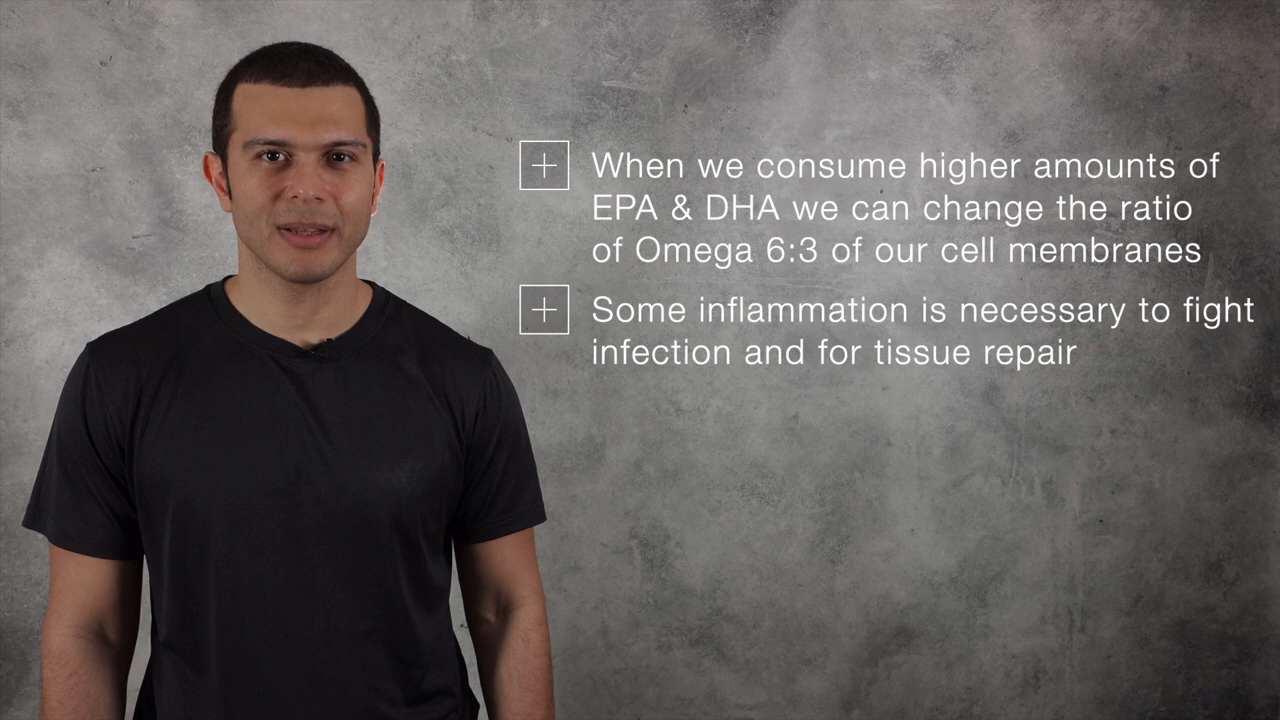 When we consume higher amounts of
EPA & DHA we can change the ratio
of Omega 6:3 of our cell membranes
Some inflammation is necessary to fight
infection and for tissue repair